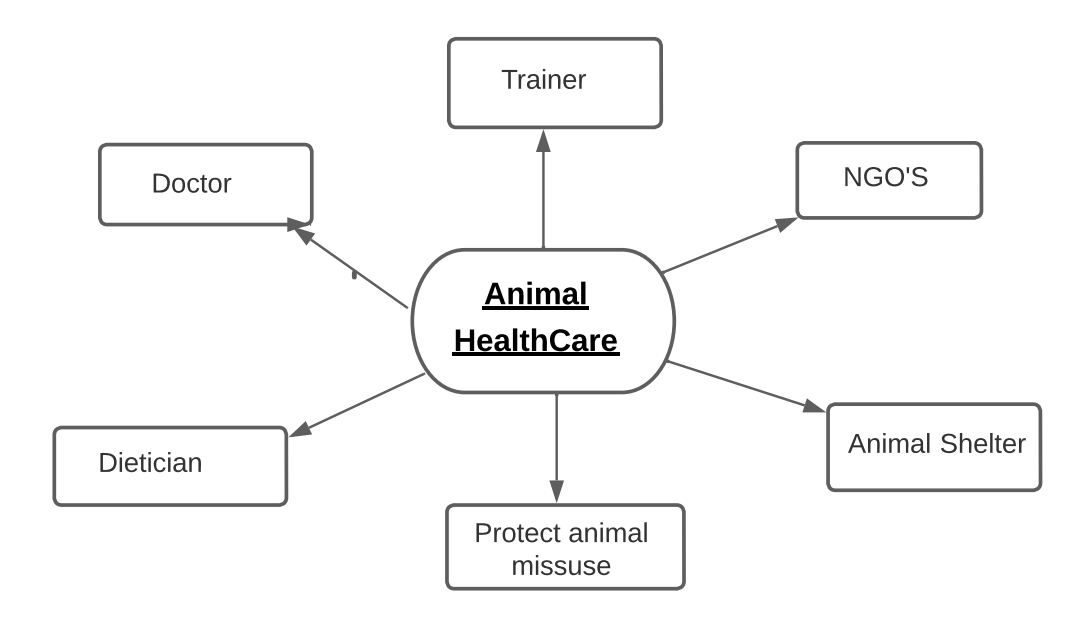 Trainer
Doctor
NGO'S
Animal
HealthCare
Dietician
Animal Shelter
Protect animal
missuse